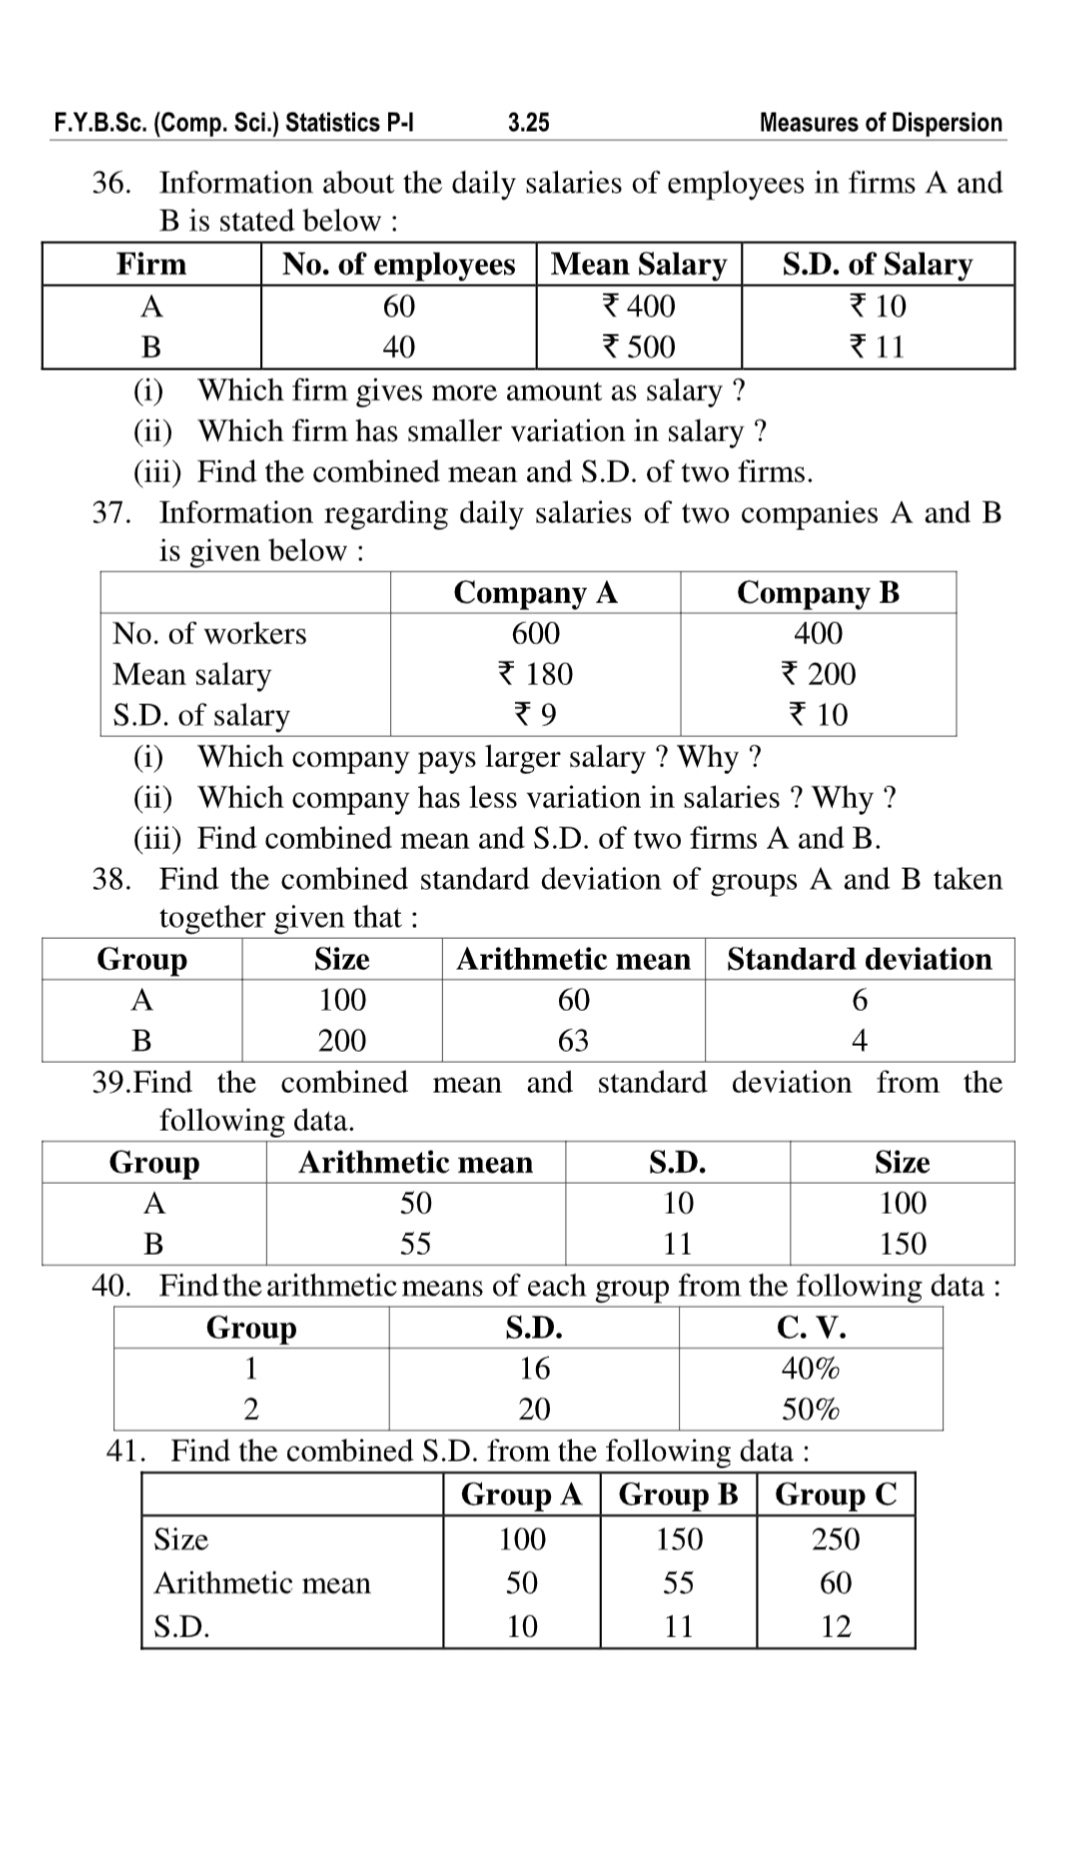 F.Y.B.Sc. (Comp. Sci.) Statistics P-I 3.25 Measures of Dispersion
36. Information about the daily salaries of employees in firms A and
B is stated below :
Firm No. of employees Mean Salary S.D. of Salary
A 60 ₹ 400 ₹ 10
B 40 ₹ 500 ₹ 11
(i) Which firm gives more amount as salary ?
(ii) Which firm has smaller variation in salary ?
(iii) Find the combined mean and S.D. of two firms.
37. Information regarding daily salaries of two companies A and B
is given below :
Company A Company B
No. of workers 600 400
Mean salary ₹ 180 ₹ 200
S.D. of salary ₹ 9 ₹ 10
(i) Which company pays larger salary ? Why ?
(ii) Which company has less variation in salaries ? Why ?
(iii) Find combined mean and S.D. of two firms A and B.
38. Find the combined standard deviation of groups A and B taken
together given that :
Group Size Arithmetic mean Standard deviation
A 100 60 6
B 200 63 4
39.Find the combined mean and standard deviation from the
following data.
Group Arithmetic mean S.D. Size
A 50 10 100
B 55 11 150
40. Find the arithmetic means of each group from the following data :
Group S.D. C. V.
1 16 40%
2 20 50%
41. Find the combined S.D. from the following data :
Group A Group B Group C
Size 100 150 250
Arithmetic mean 50 55 60
S.D. 10 11 12